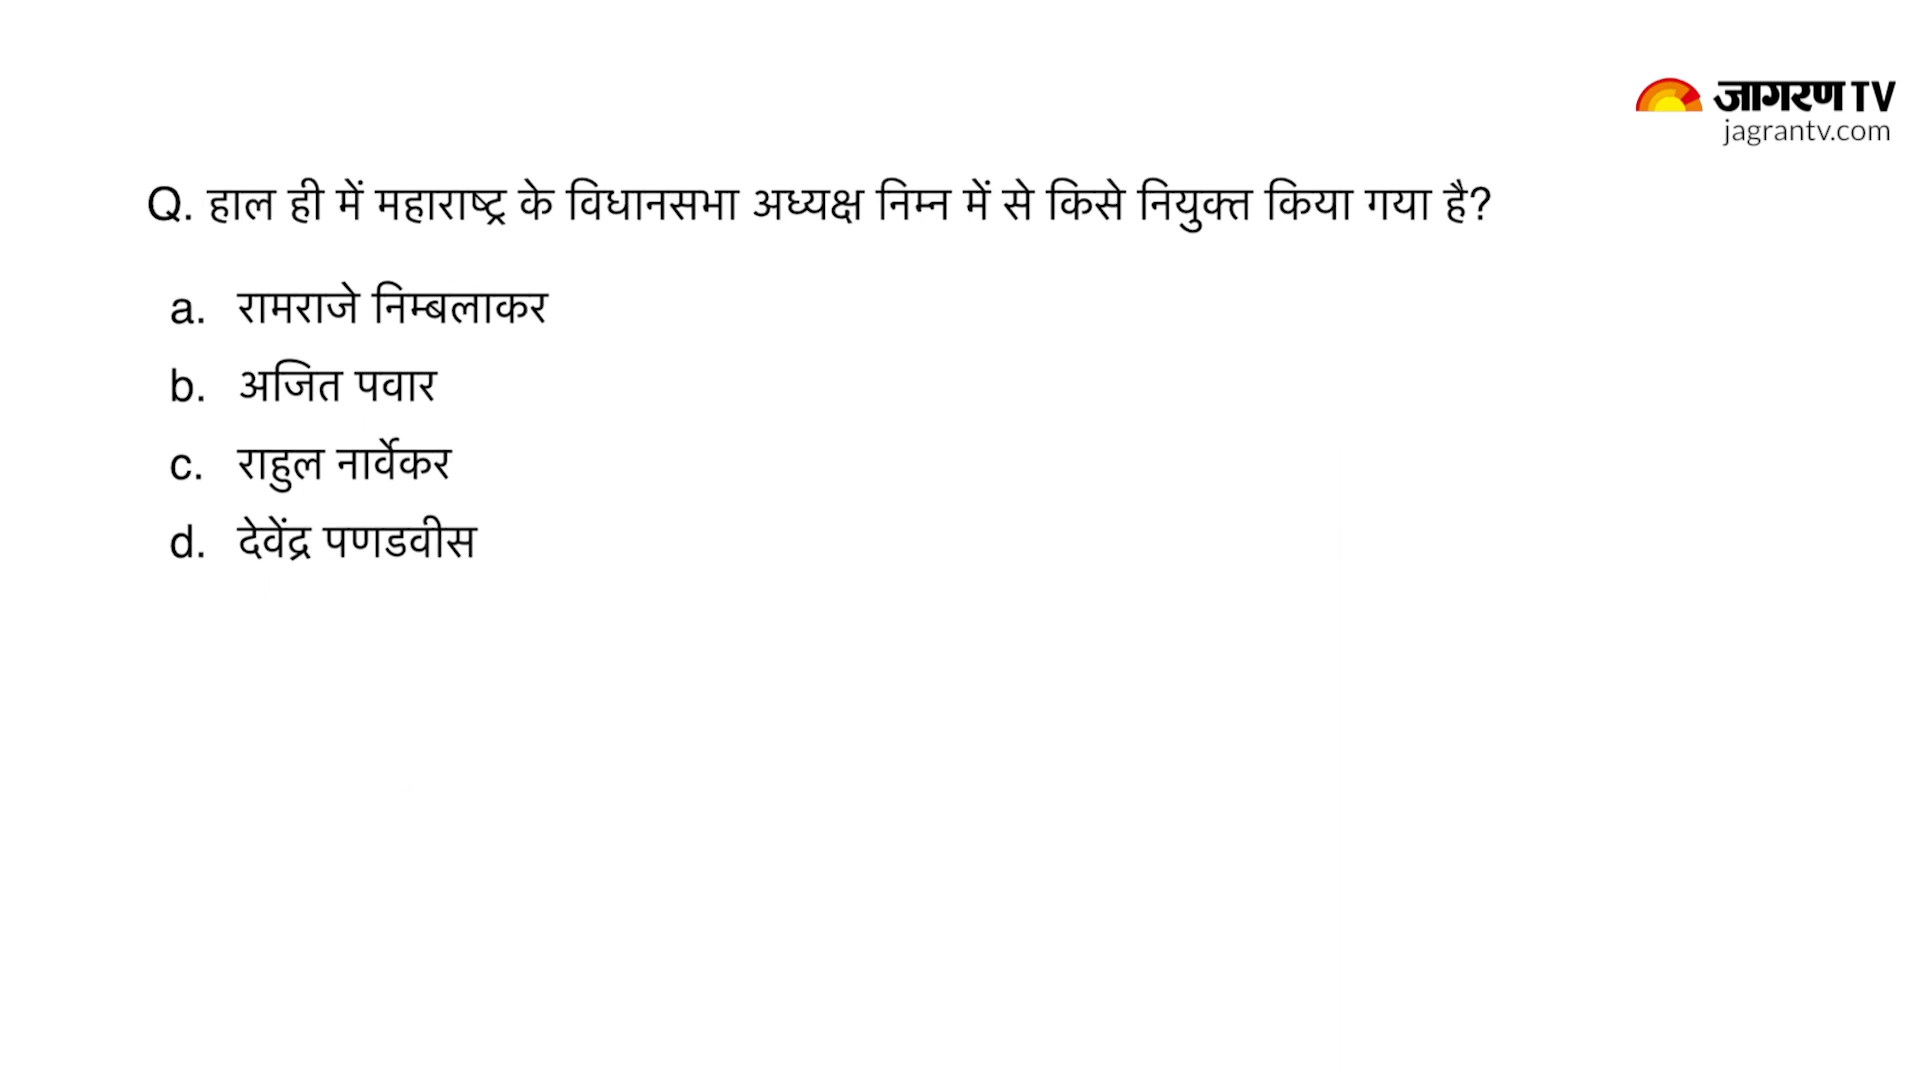 जागरण TV
jagrantv.com
Q. हाल ही में महाराष्ट्र के विधानसभा अध्यक्ष निम्न में से किसे नियुक्त किया गया है?
a. रामराजे निम्बलाकर
b. अजित पवार
c. राहुल नार्वेकर
d. देवेंद्र पणडवीस